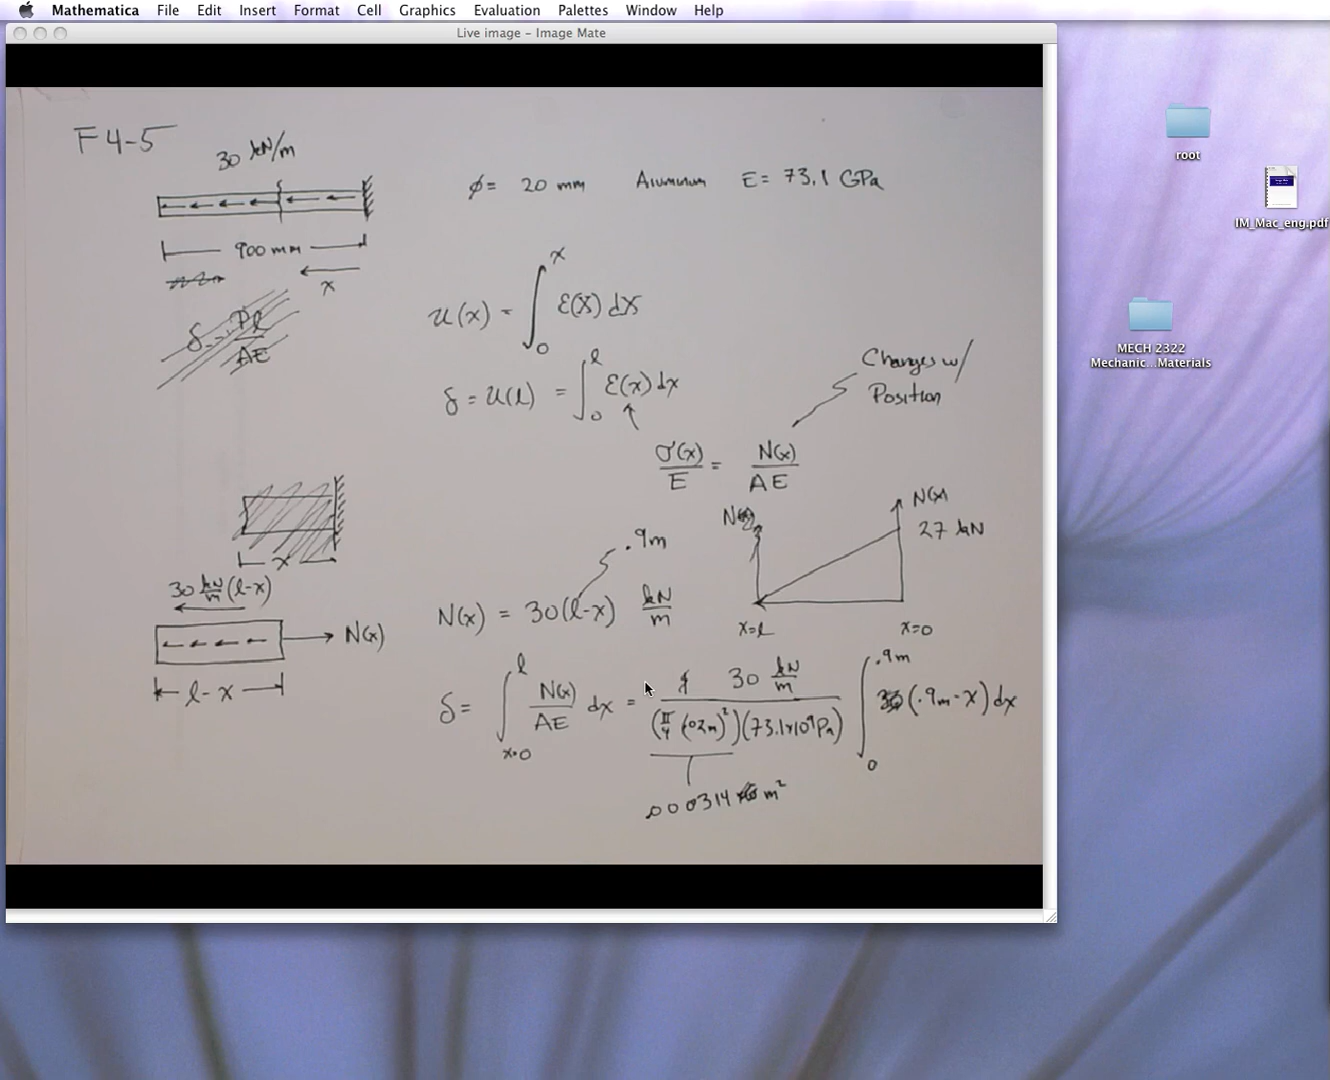 Mathematica File Edit Insert Format Cell Graphics Evaluation Palettes Window Help
Live image - Image Mate
root
IM_Mac_eng.pdf
MECH 2322
Mechanic...Materials
F4-5
30 kN/m
900 mm
x
δ = Pl/AE
φ = 20 mm Aluminum E = 73.1 GPa
u(x) = ∫₀ˣ ε(x) dx
δ = u(l) = ∫₀ˡ ε(x) dx
Changes w/
Position
σ(x)/E = N(x)/AE
x
30 kN/m (l-x)
N(x)
l-x
.9m
N(x) = 30(l-x) kN/m
N(x)
N(x)
27 kN
x=l
x=0
δ = ∫ₓ₌₀ˡ N(x)/AE dx = 30 kN/m / (π/4 (.02m)²)(73.1x10⁹Pa) ∫₀^.9m (.9m-x) dx
.000314 m²